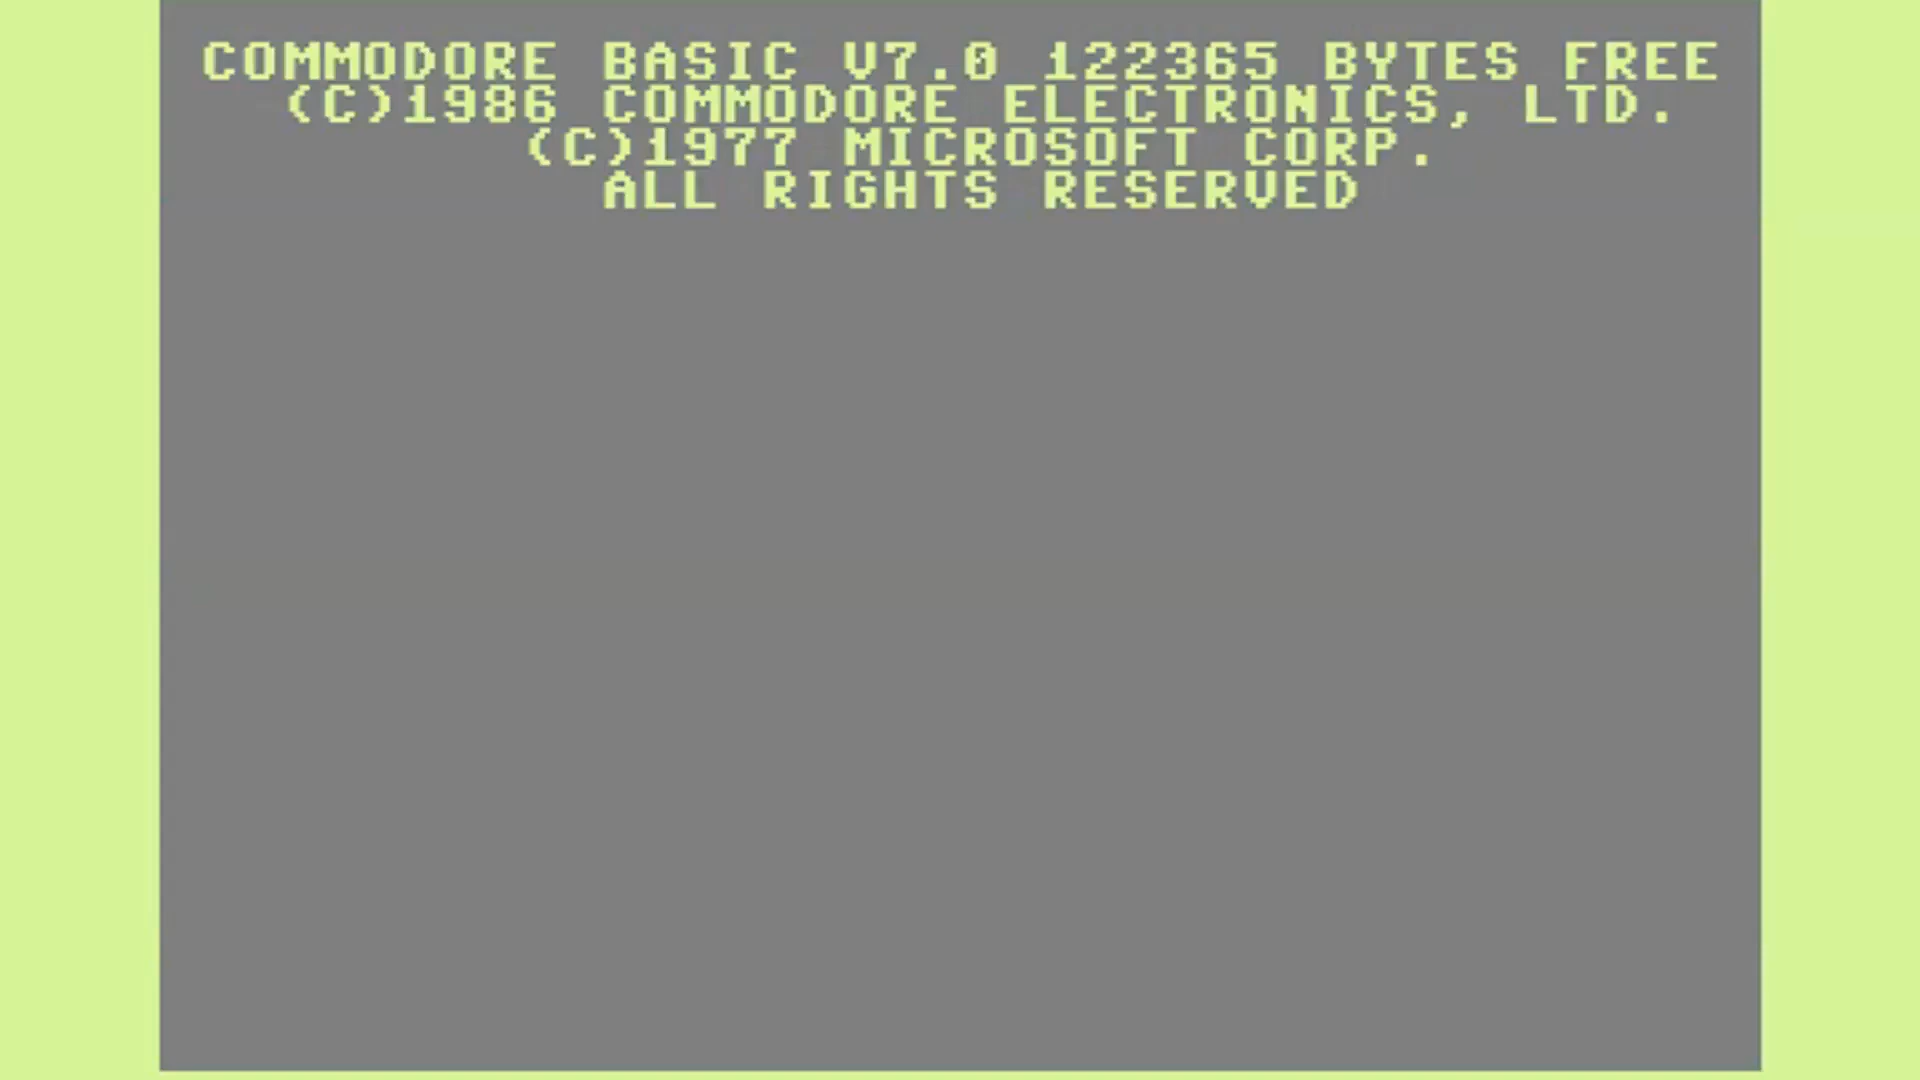 COMMODORE BASIC V7.0 122365 BYTES FREE
(C)1986 COMMODORE ELECTRONICS, LTD.
(C)1977 MICROSOFT CORP.
ALL RIGHTS RESERVED